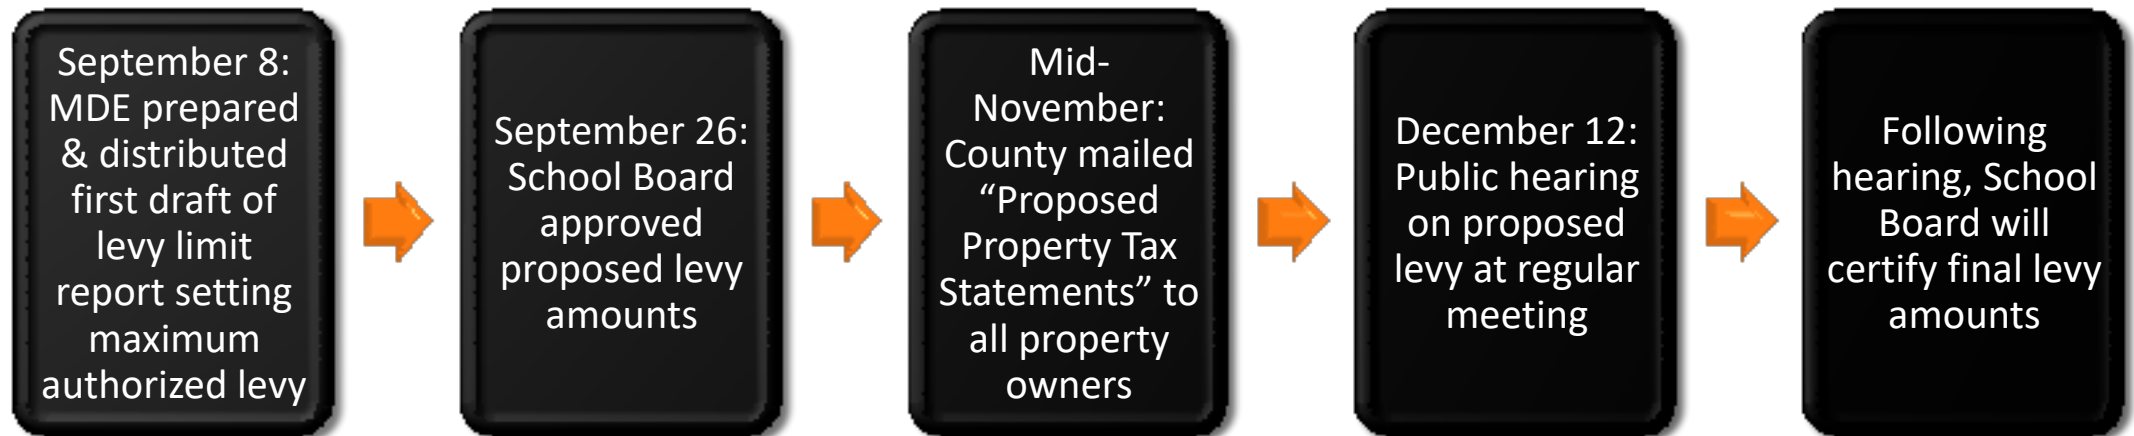 September 8:
MDE prepared
& distributed
first draft of
levy limit
report setting
maximum
authorized levy
September 26:
School Board
approved
proposed levy
amounts
Mid-
November:
County mailed
“Proposed
Property Tax
Statements” to
all property
owners
December 12:
Public hearing
on proposed
levy at regular
meeting
Following
hearing, School
Board will
certify final levy
amounts